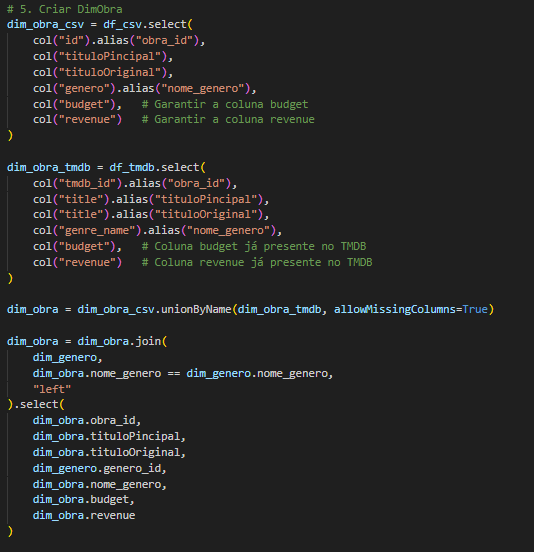 # 5. Criar DimObra
dim_obra_csv = df_csv.select(
    col("id").alias("obra_id"),
    col("tituloPincipal"),
    col("tituloOriginal"),
    col("genero").alias("nome_genero"),
    col("budget"),   # Garantir a coluna budget
    col("revenue")   # Garantir a coluna revenue
)
dim_obra_tmdb = df_tmdb.select(
    col("tmdb_id").alias("obra_id"),
    col("title").alias("tituloPincipal"),
    col("title").alias("tituloOriginal"),
    col("genre_name").alias("nome_genero"),
    col("budget"),   # Coluna budget já presente no TMDB
    col("revenue")   # Coluna revenue já presente no TMDB
)
dim_obra = dim_obra_csv.unionByName(dim_obra_tmdb, allowMissingColumns=True)
dim_obra = dim_obra.join(
    dim_genero,
    dim_obra.nome_genero == dim_genero.nome_genero,
    "left"
).select(
    dim_obra.obra_id,
    dim_obra.tituloPincipal,
    dim_obra.tituloOriginal,
    dim_genero.genero_id,
    dim_obra.nome_genero,
    dim_obra.budget,
    dim_obra.revenue
)